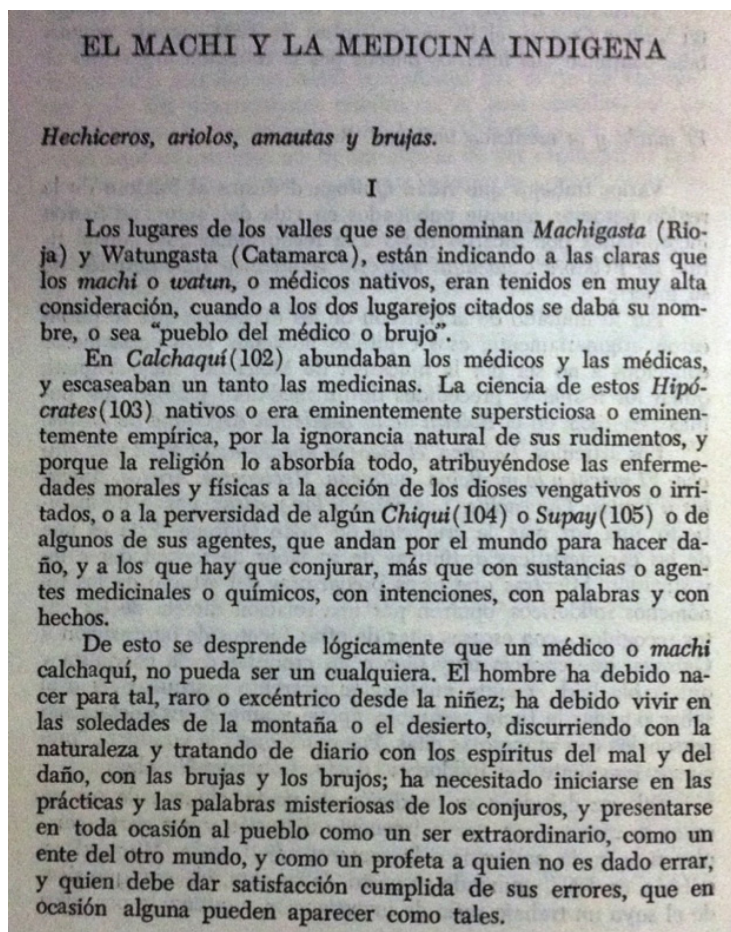 EL MACHI Y LA MEDICINA INDIGENA
Hechiceros, ariolos, amautas y brujas.
I
Los lugares de los valles que se denominan Machigasta (Rio-
ja) y Watungasta (Catamarca), están indicando a las claras que
los machi o watun, o médicos nativos, eran tenidos en muy alta
consideración, cuando a los dos lugarejos citados se daba su nom-
bre, o sea "pueblo del médico o brujo".
En Calchaquí(102) abundaban los médicos y las médicas,
y escaseaban un tanto las medicinas. La ciencia de estos Hipó-
crates(103) nativos o era eminentemente supersticiosa o eminen-
temente empírica, por la ignorancia natural de sus rudimentos, y
porque la religión lo absorbía todo, atribuyéndose las enferme-
dades morales y físicas a la acción de los dioses vengativos o irri-
tados, o a la perversidad de algún Chiqui(104) o Supay(105) o de
algunos de sus agentes, que andan por el mundo para hacer da-
ño, y a los que hay que conjurar, más que con sustancias o agen-
tes medicinales o químicos, con intenciones, con palabras y con
hechos.
De esto se desprende lógicamente que un médico o machi
calchaquí, no pueda ser un cualquiera. El hombre ha debido na-
cer para tal, raro o excéntrico desde la niñez; ha debido vivir en
las soledades de la montaña o el desierto, discurriendo con la
naturaleza y tratando de diario con los espíritus del mal y del
daño, con las brujas y los brujos; ha necesitado iniciarse en las
prácticas y las palabras misteriosas de los conjuros, y presentarse
en toda ocasión al pueblo como un ser extraordinario, como un
ente del otro mundo, y como un profeta a quien no es dado errar,
y quien debe dar satisfacción cumplida de sus errores, que en
ocasión alguna pueden aparecer como tales.